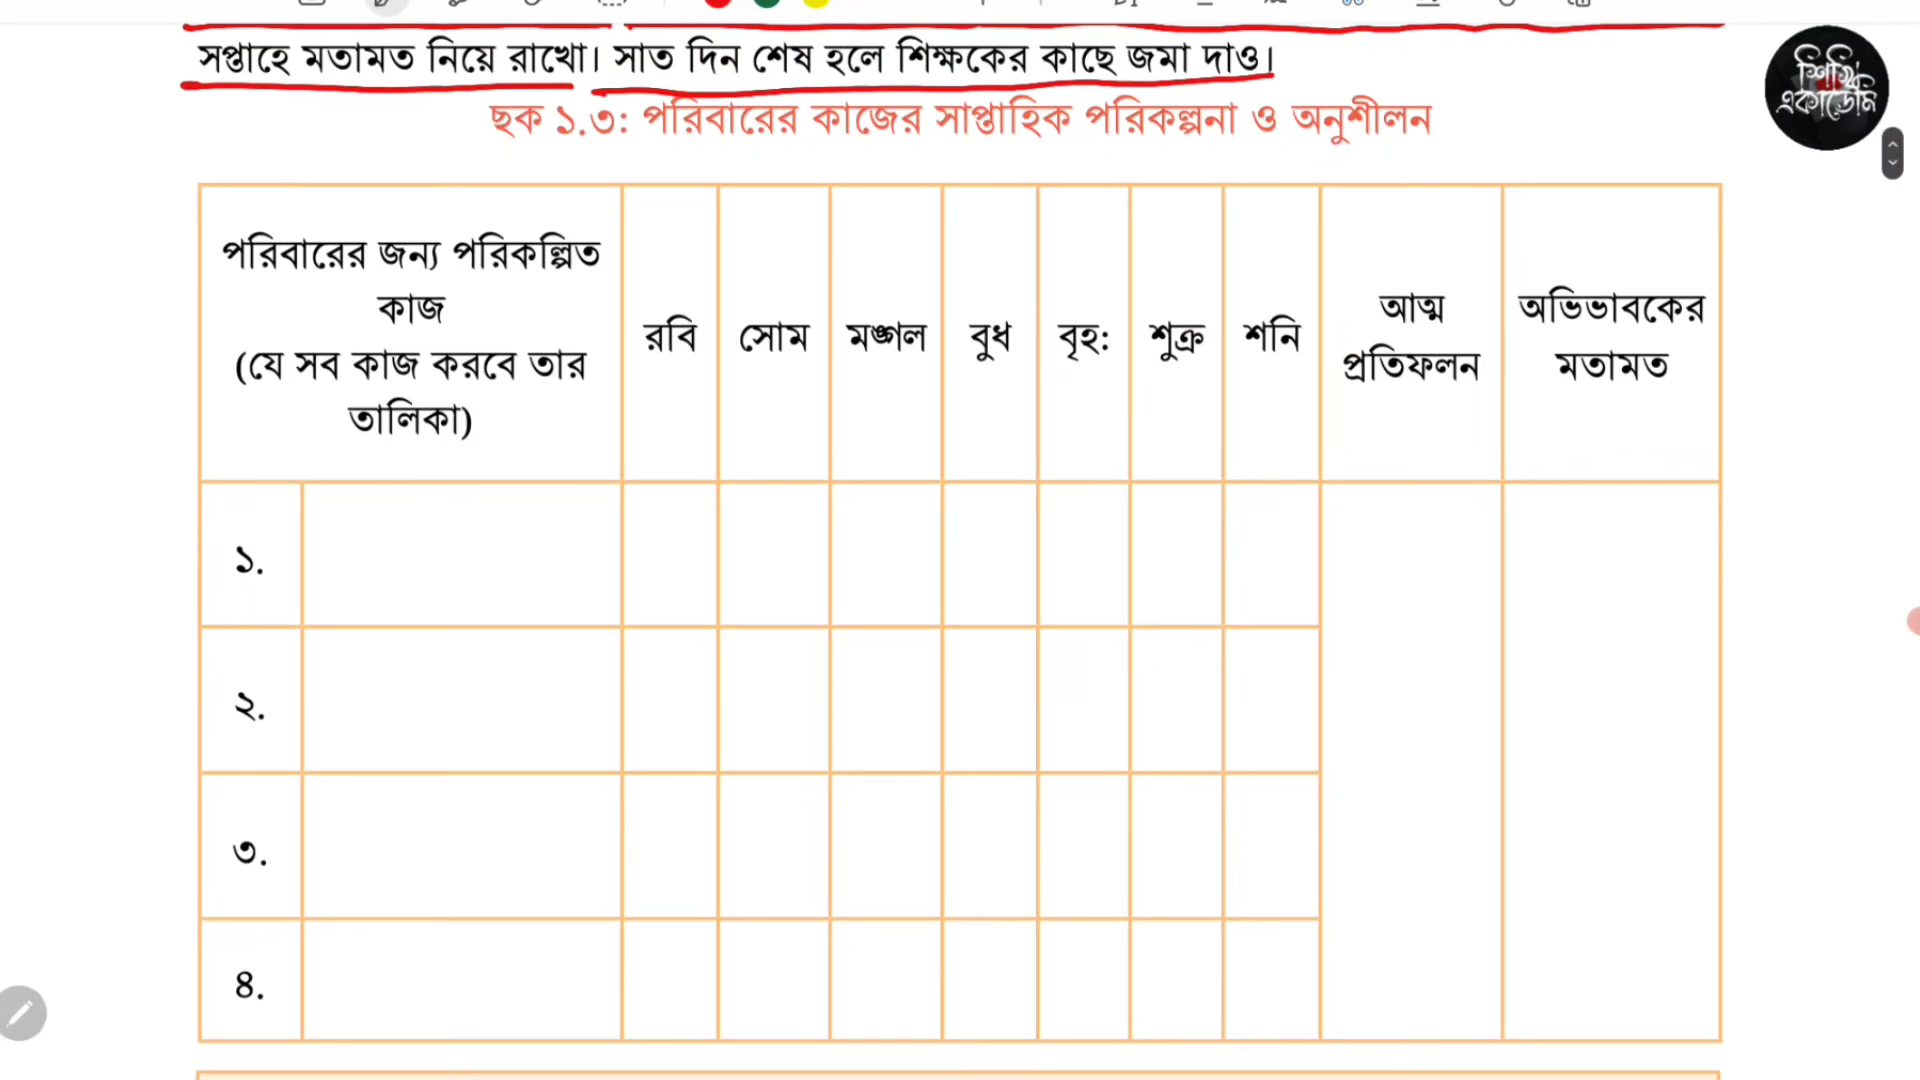 সপ্তাহে মতামত নিয়ে রাখো। সাত দিন শেষ হলে শিক্ষকের কাছে জমা দাও।
শিখি
একাডেমি
ছক ১.৩: পরিবারের কাজের সাপ্তাহিক পরিকল্পনা ও অনুশীলন
পরিবারের জন্য পরিকল্পিত
কাজ
(যে সব কাজ করবে তার
তালিকা)
রবি
সোম
মঙ্গল
বুধ
বৃহ:
শুক্র
শনি
আত্ম
প্রতিফলন
অভিভাবকের
মতামত
১.
২.
৩.
৪.